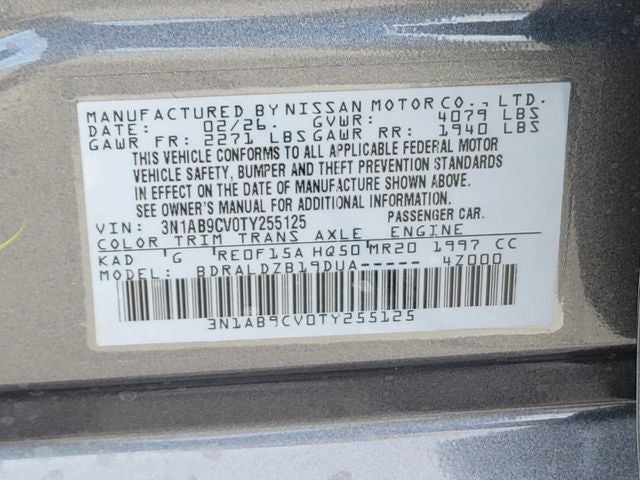 MANUFACTURED BY NISSAN MOTOR CO., LTD.
DATE: 02/26. GVWR: 4079 LBS
GAWR FR: 2271 LBS GAWR RR: 1940 LBS
THIS VEHICLE CONFORMS TO ALL APPLICABLE FEDERAL MOTOR
VEHICLE SAFETY, BUMPER AND THEFT PREVENTION STANDARDS
IN EFFECT ON THE DATE OF MANUFACTURE SHOWN ABOVE.
SEE OWNER'S MANUAL FOR ADDITIONAL INFORMATION.
VIN: 3N1AB9CV0TY255125 PASSENGER CAR.
COLOR TRIM TRANS AXLE ENGINE
KAD G RE0F15A HQ50 MR20 1997 CC
BDRALDZB19DUA----- 47000
3N1AB9CV0TY255125